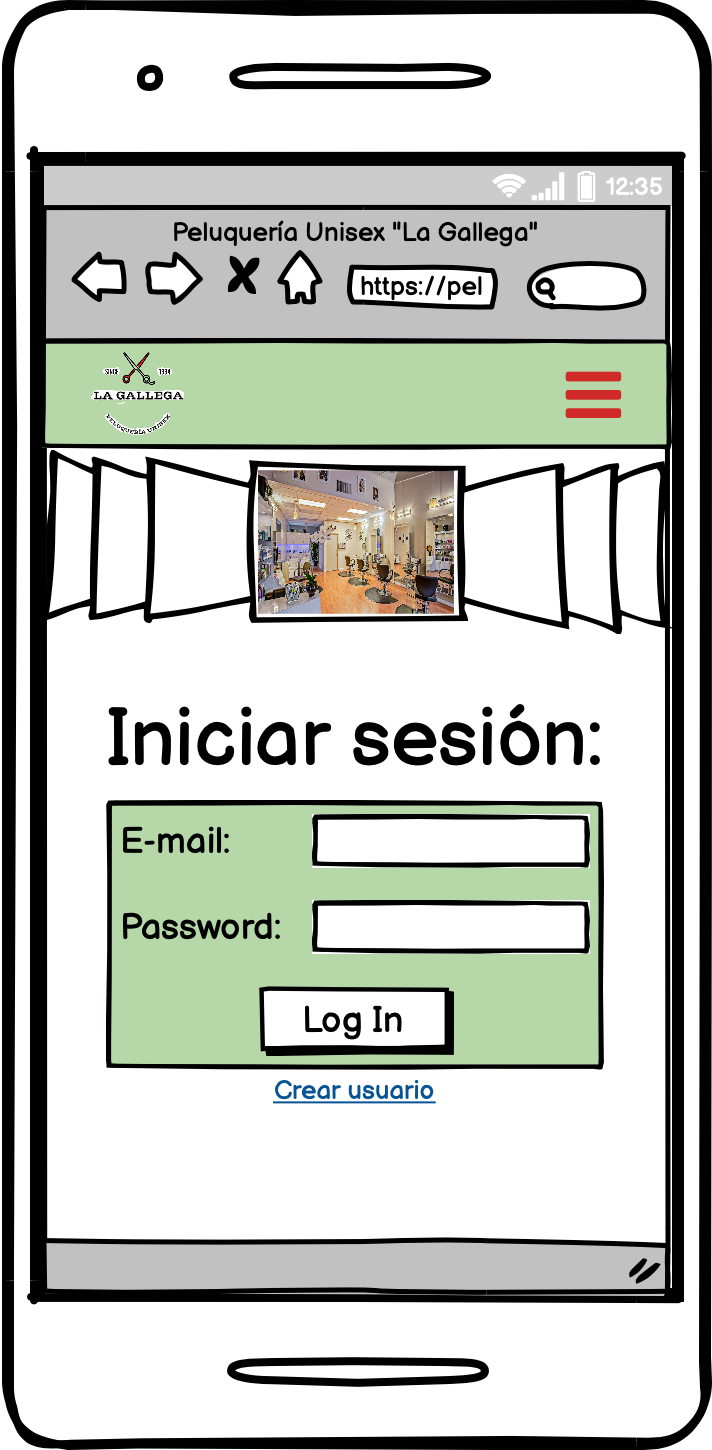 12:35
Peluquería Unisex "La Gallega"
https://pel
SINCE 1994
LA GALLEGA
PELUQUERÍA UNISEX
Iniciar sesión:
E-mail:
Password:
Log In
Crear usuario